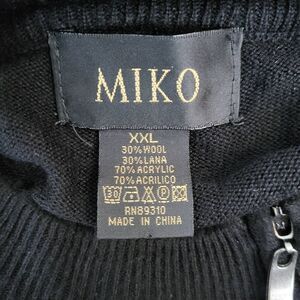 MIKO
XXL
30% WOOL
30% LANA
70% ACRYLIC
70% ACRILICO
RN89310
MADE IN CHINA